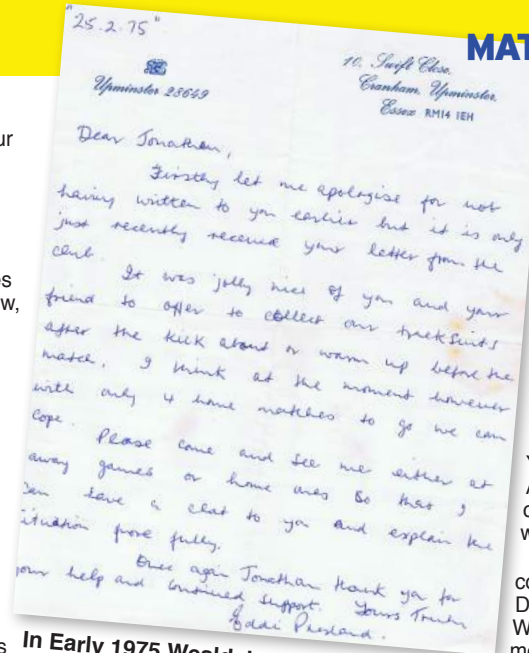 MAT
"25.2.75"
Upminster 28649
10, Swift Close,
Cranham, Upminster,
Essex RM14 1EH
Dear Jonathan,
Firstly let me apologise for not
having written to you earlier but it is only
just recently received your letter from the
club.
It was jolly nice of you and your
friend to offer to collect our tracksuits
after the kick about or warm up before the
match. I think at the moment however
with only 4 home matches to go we can
cope.
Please come and see me either at
away games or home ones so that I
can have a chat to you and explain the
situation more fully.
Once again Jonathan thank you for
your help and continued support. Yours Truly
Eddie Presland.
In Early 1975